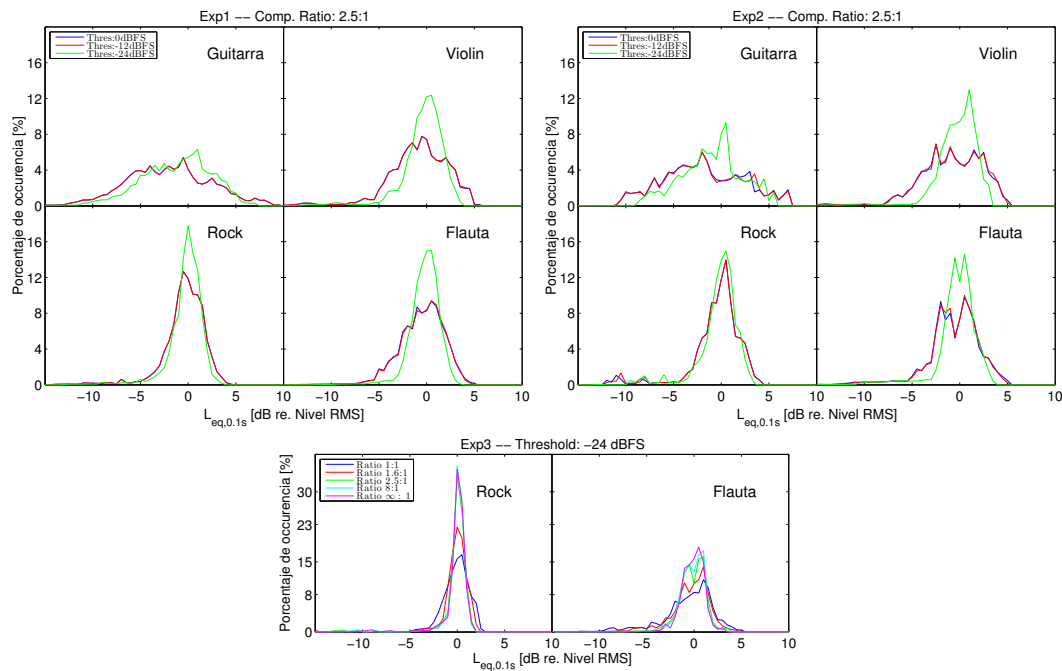 Exp1 −− Comp. Ratio: 2.5:1
Thres:0dBFS
Thres:-12dBFS
Thres:-24dBFS
Guitarra
Violin
Rock
Flauta
Porcentaje de occurencia [%]
16
12
8
4
0
16
12
8
4
0
−10 −5 0 5 −10 −5 0 5 10
L eq,0.1s [dB re. Nivel RMS]
Exp2 −− Comp. Ratio: 2.5:1
Thres:0dBFS
Thres:-12dBFS
Thres:-24dBFS
Guitarra
Violin
Rock
Flauta
Porcentaje de occurencia [%]
16
12
8
4
0
16
12
8
4
0
−10 −5 0 5 −10 −5 0 5 10
L eq,0.1s [dB re. Nivel RMS]
Exp3 −− Threshold: −24 dBFS
Ratio 1:1
Ratio 1.6:1
Ratio 2.5:1
Ratio 8:1
Ratio ∞ : 1
Rock
Flauta
Porcentaje de occurencia [%]
30
23
15
8
0
−10 −5 0 5 10 −5 0 5 10
L eq,0.1s [dB re. Nivel RMS]